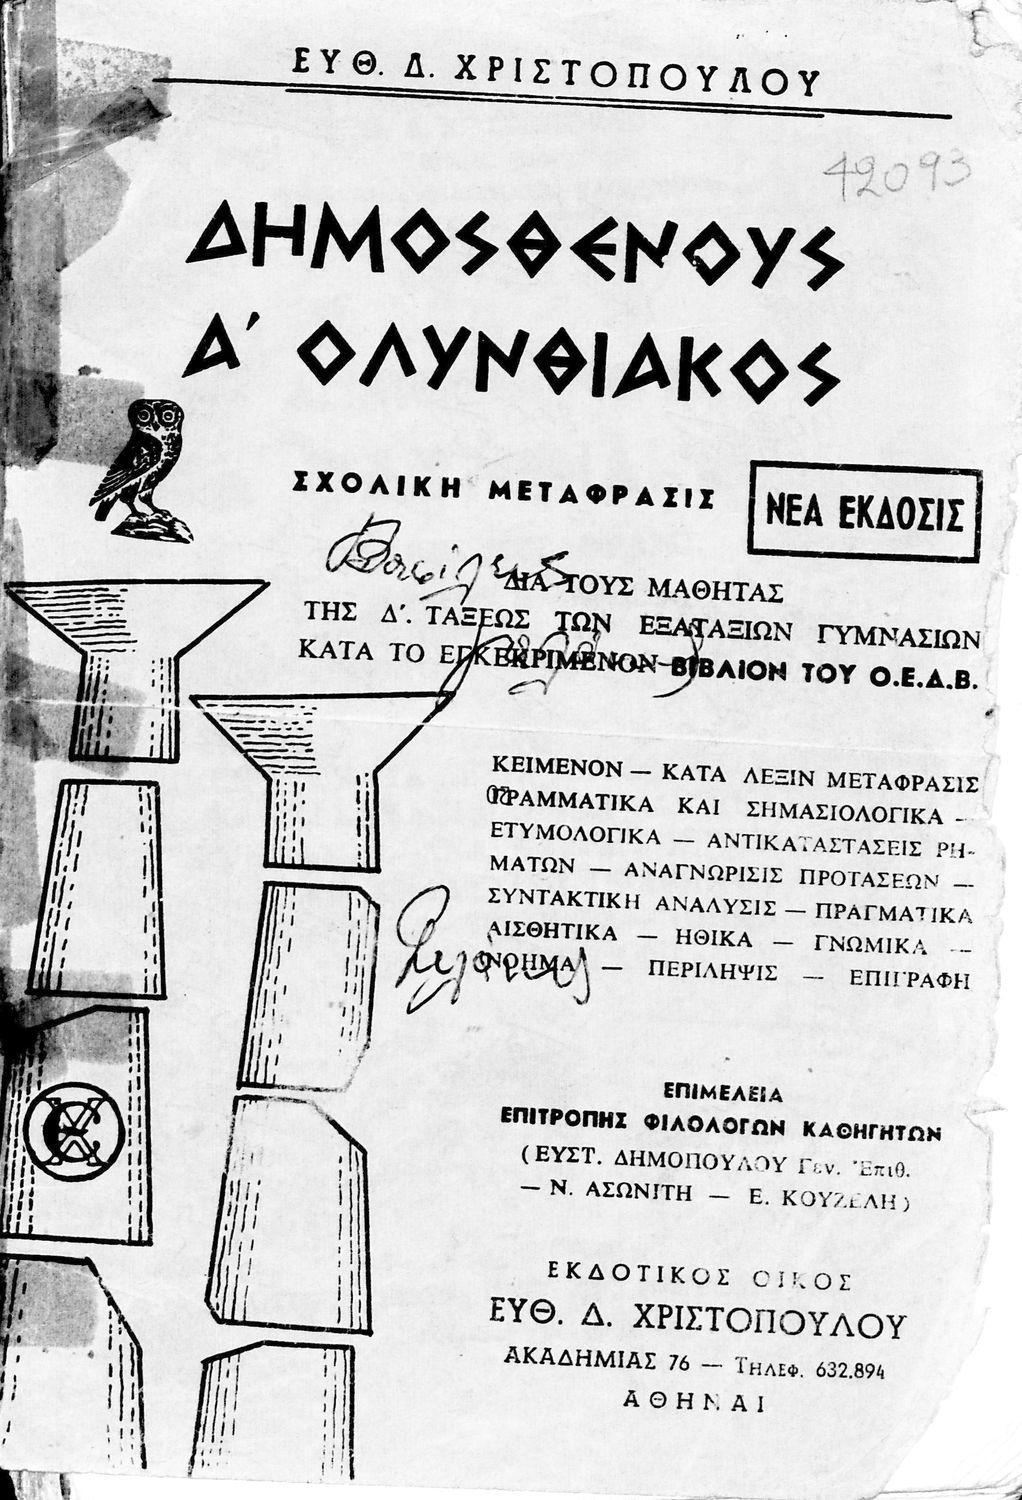 ΕΥΘ. Δ. ΧΡΙΣΤΟΠΟΥΛΟΥ
42093
ΔΗΜΟΣΘΕΝΟΥΣ
Α' ΟΛΥΝΘΙΑΚΟΣ
ΣΧΟΛΙΚΗ ΜΕΤΑΦΡΑΣΙΣ
ΝΕΑ ΕΚΔΟΣΙΣ
ΔΙΑ ΤΟΥΣ ΜΑΘΗΤΑΣ
ΤΗΣ Δ'. ΤΑΞΕΩΣ ΤΩΝ ΕΞΑΤΑΞΙΩΝ ΓΥΜΝΑΣΙΩΝ
ΚΑΤΑ ΤΟ ΕΓΚΕΚΡΙΜΕΝΟΝ ΒΙΒΛΙΟΝ ΤΟΥ Ο.Ε.Δ.Β.
ΚΕΙΜΕΝΟΝ — ΚΑΤΑ ΛΕΞΙΝ ΜΕΤΑΦΡΑΣΙΣ
ΓΡΑΜΜΑΤΙΚΑ ΚΑΙ ΣΗΜΑΣΙΟΛΟΓΙΚΑ —
ΕΤΥΜΟΛΟΓΙΚΑ — ΑΝΤΙΚΑΤΑΣΤΑΣΕΙΣ ΡΗ-
ΜΑΤΩΝ — ΑΝΑΓΝΩΡΙΣΙΣ ΠΡΟΤΑΣΕΩΝ —
ΣΥΝΤΑΚΤΙΚΗ ΑΝΑΛΥΣΙΣ — ΠΡΑΓΜΑΤΙΚΑ
ΑΙΣΘΗΤΙΚΑ — ΗΘΙΚΑ — ΓΝΩΜΙΚΑ —
ΝΟΗΜΑ — ΠΕΡΙΛΗΨΙΣ — ΕΠΙΓΡΑΦΗ
ΕΠΙΜΕΛΕΙΑ
ΕΠΙΤΡΟΠΗΣ ΦΙΛΟΛΟΓΩΝ ΚΑΘΗΓΗΤΩΝ
(ΕΥΣΤ. ΔΗΜΟΠΟΥΛΟΥ Γεν. Ἐπιθ.
— Ν. ΑΣΩΝΙΤΗ — Ε. ΚΟΥΖΕΛΗ)
ΕΚΔΟΤΙΚΟΣ ΟΙΚΟΣ
ΕΥΘ. Δ. ΧΡΙΣΤΟΠΟΥΛΟΥ
ΑΚΑΔΗΜΙΑΣ 76 — ΤΗΛΕΦ. 632.894
ΑΘΗΝΑΙ